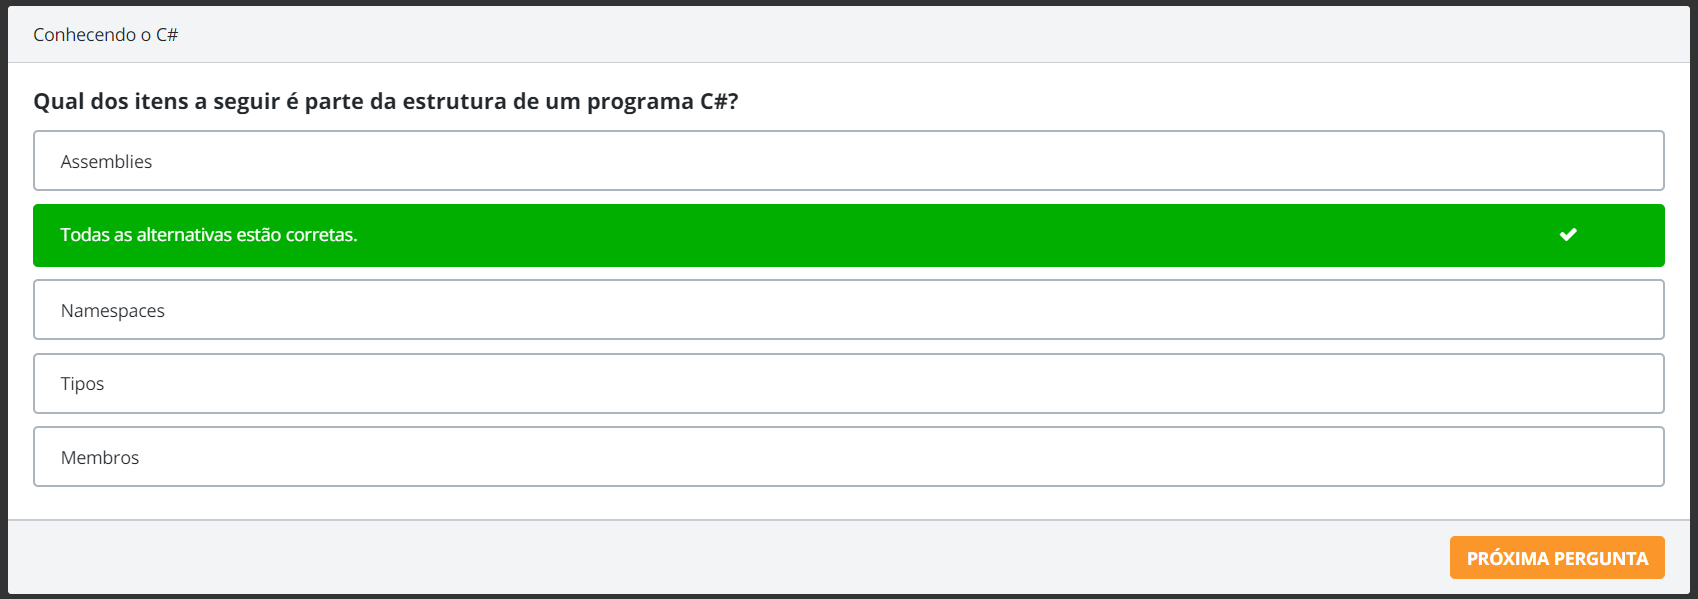 Conhecendo o C#
Qual dos itens a seguir é parte da estrutura de um programa C#?
Assemblies
Todas as alternativas estão corretas.
Namespaces
Tipos
Membros
PRÓXIMA PERGUNTA